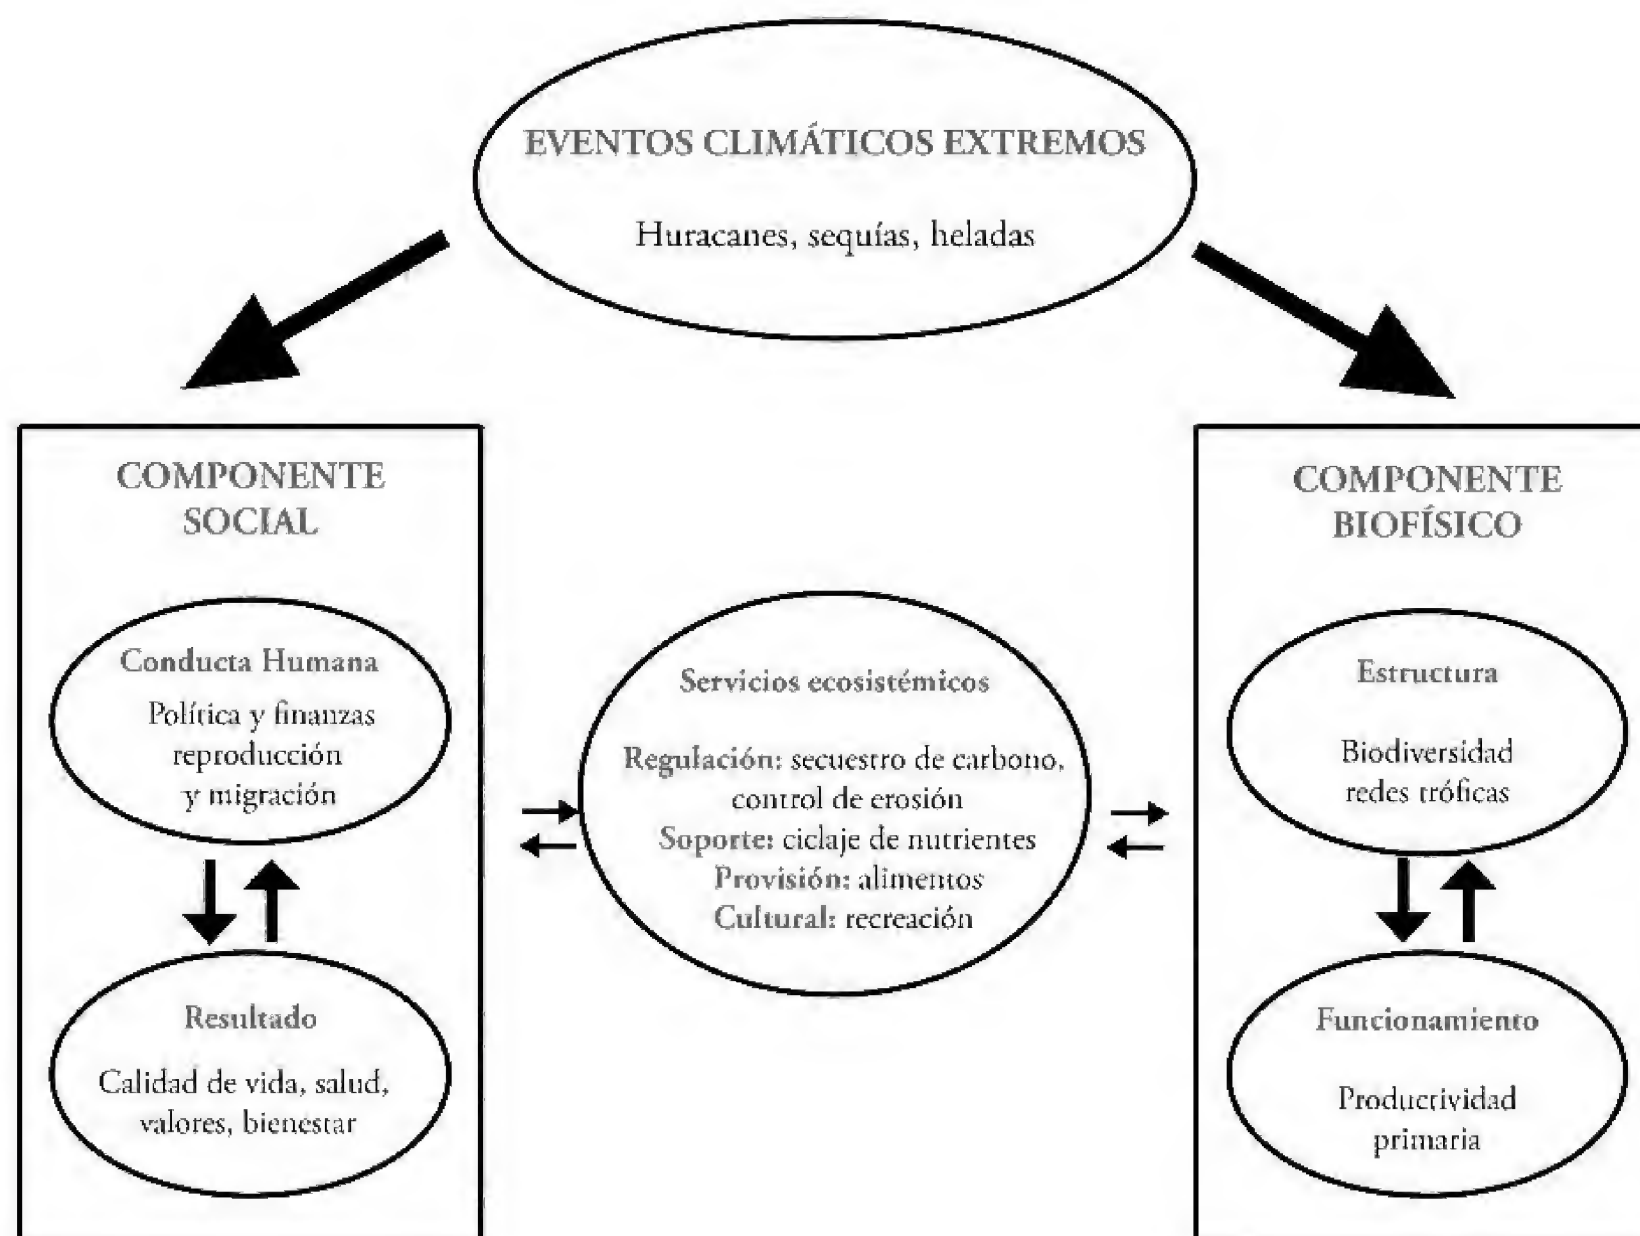 EVENTOS CLIMÁTICOS EXTREMOS
Huracanes, sequías, heladas
COMPONENTE
SOCIAL
Conducta Humana
Política y finanzas
reproducción
y migración
Resultado
Calidad de vida, salud,
valores, bienestar
Servicios ecosistémicos
Regulación: secuestro de carbono,
control de erosión
Soporte: ciclaje de nutrientes
Provisión: alimentos
Cultural: recreación
COMPONENTE
BIOFÍSICO
Estructura
Biodiversidad
redes tróficas
Funcionamiento
Productividad
primaria